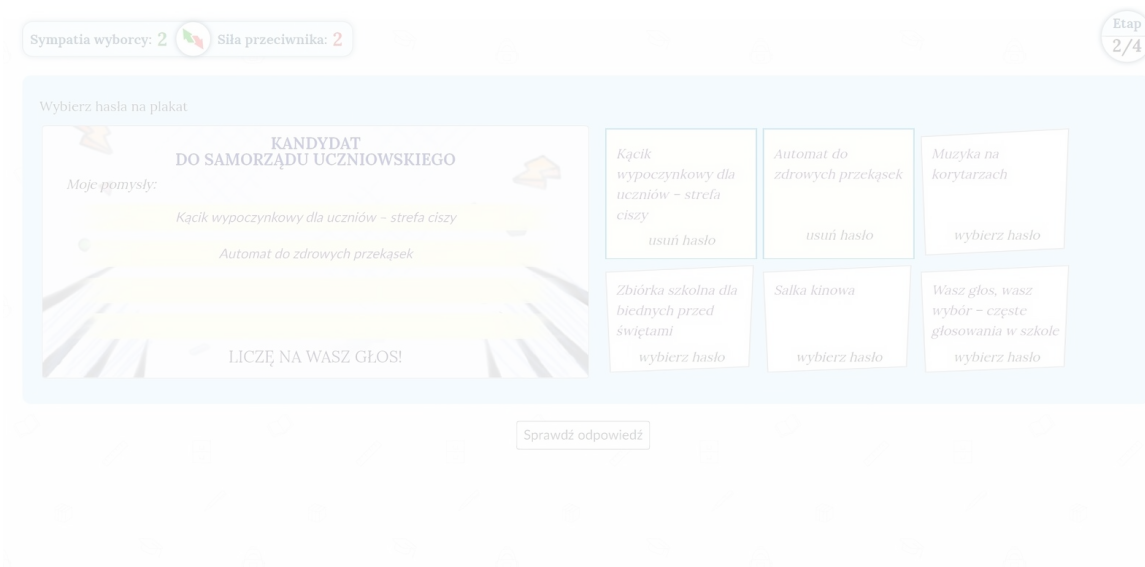 Sympatia wyborcy: 2 Siła przeciwnika: 2
Etap
2/4
Wybierz hasła na plakat
KANDYDAT
DO SAMORZĄDU UCZNIOWSKIEGO
Moje pomysły:
Kącik wypoczynkowy dla uczniów – strefa ciszy
Automat do zdrowych przekąsek
LICZĘ NA WASZ GŁOS!
Kącik
wypoczynkowy dla
uczniów – strefa
ciszy
usuń hasło
Automat do
zdrowych przekąsek
usuń hasło
Muzyka na
korytarzach
wybierz hasło
Zbiórka szkolna dla
biednych przed
świętami
wybierz hasło
Salka kinowa
wybierz hasło
Wasz głos, wasz
wybór – częste
głosowania w szkole
wybierz hasło
Sprawdź odpowiedź